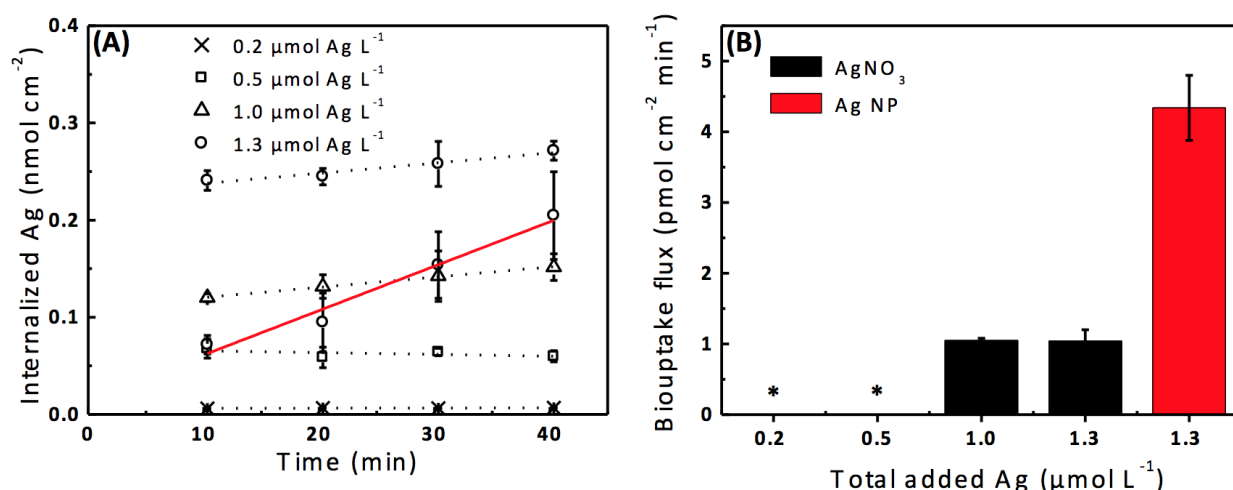 (A)
0.4
0.3
0.2
0.1
0.0
Internalized Ag (nmol cm⁻²)
0.2 µmol Ag L⁻¹
0.5 µmol Ag L⁻¹
1.0 µmol Ag L⁻¹
1.3 µmol Ag L⁻¹
0 10 20 30 40
Time (min)
(B)
5
4
3
2
1
0
Biouptake flux (pmol cm⁻² min⁻¹)
AgNO₃
Ag NP
* *
0.2 0.5 1.0 1.3 1.3
Total added Ag (µmol L⁻¹)